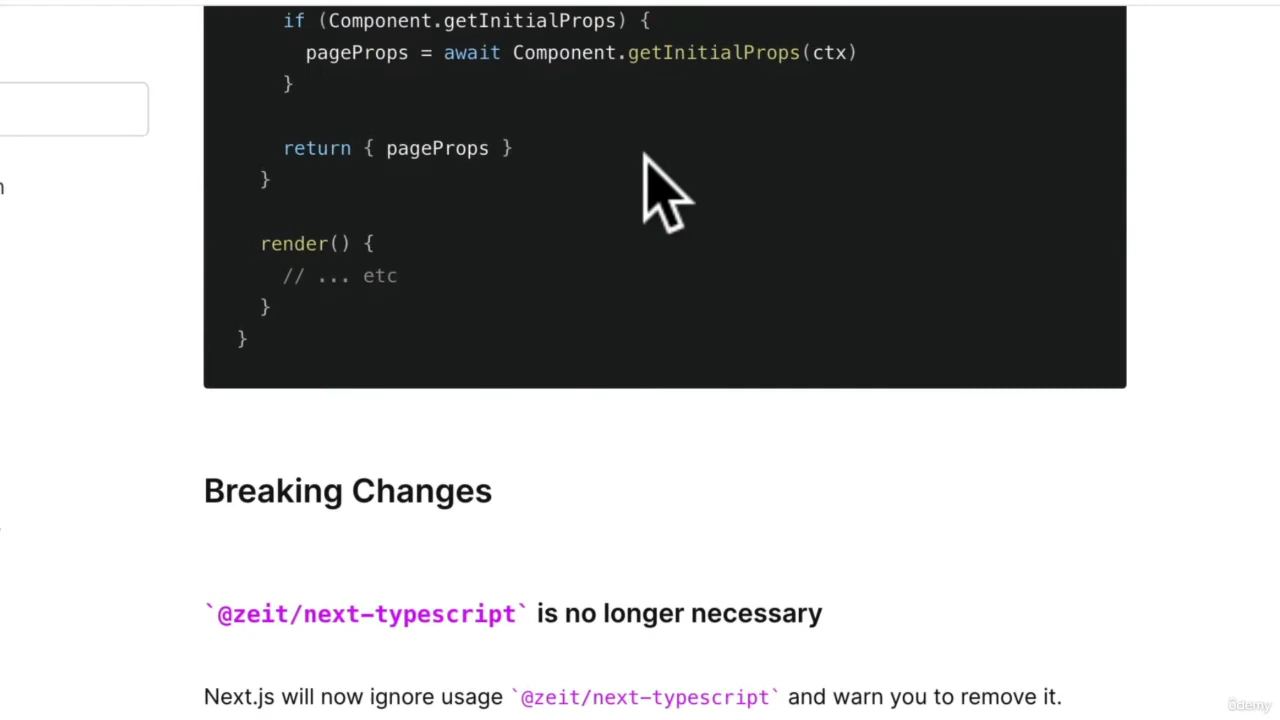 if (Component.getInitialProps) {
pageProps = await Component.getInitialProps(ctx)
}
return { pageProps }
}
n
render() {
// ... etc
}
}
Breaking Changes
`@zeit/next-typescript` is no longer necessary
Next.js will now ignore usage `@zeit/next-typescript` and warn you to remove it.
ûdemy